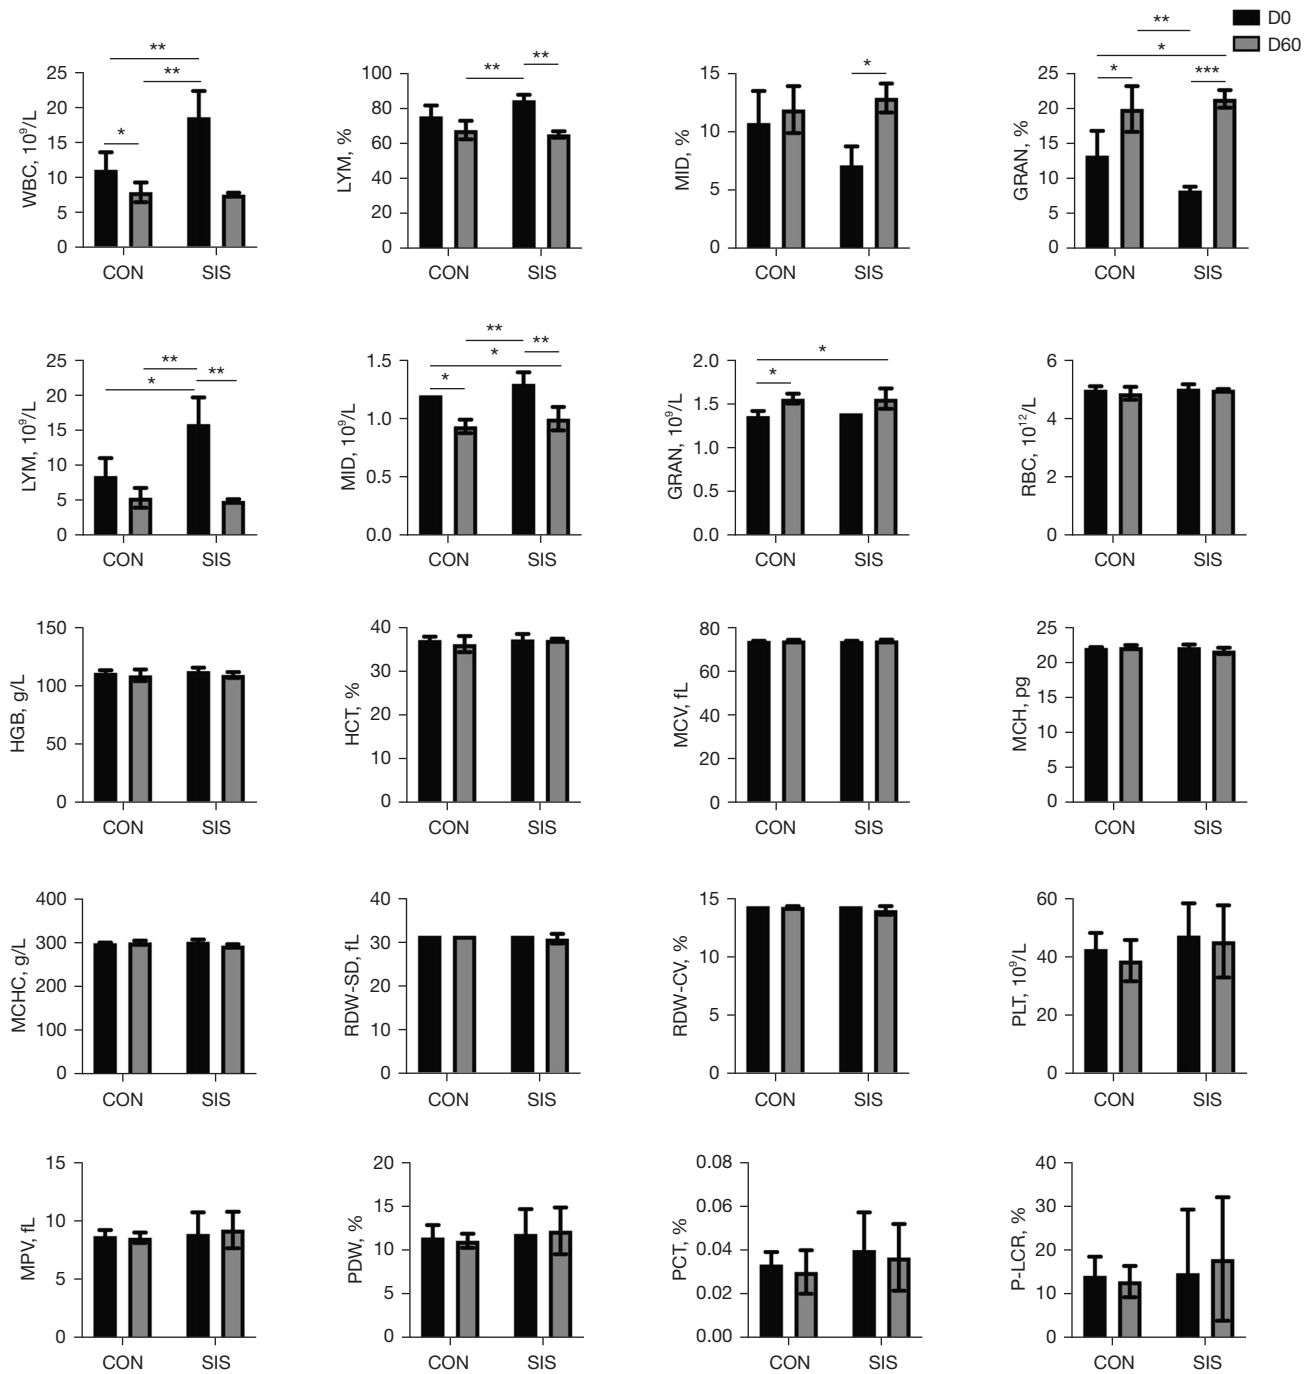 D0
D60
**
**
*
WBC, 10⁹/L
25
20
15
10
5
0
CON
SIS
**
**
LYM, %
100
80
60
40
20
0
CON
SIS
*
MID, %
15
10
5
0
CON
SIS
**
*
*
***
GRAN, %
25
20
15
10
5
0
CON
SIS
**
*
**
LYM, 10⁹/L
25
20
15
10
5
0
CON
SIS
**
**
*
*
MID, 10⁹/L
1.5
1.0
0.5
0.0
CON
SIS
*
*
GRAN, 10⁹/L
2.0
1.5
1.0
0.5
0.0
CON
SIS
RBC, 10¹²/L
6
4
2
0
CON
SIS
HGB, g/L
150
100
50
0
CON
SIS
HCT, %
40
30
20
10
0
CON
SIS
MCV, fL
80
60
40
20
0
CON
SIS
MCH, pg
25
20
15
10
5
0
CON
SIS
MCHC, g/L
400
300
200
100
0
CON
SIS
RDW-SD, fL
40
30
20
10
0
CON
SIS
RDW-CV, %
15
10
5
0
CON
SIS
PLT, 10⁹/L
60
40
20
0
CON
SIS
MPV, fL
15
10
5
0
CON
SIS
PDW, %
20
15
10
5
0
CON
SIS
PCT, %
0.08
0.06
0.04
0.02
0.00
CON
SIS
P-LCR, %
40
30
20
10
0
CON
SIS